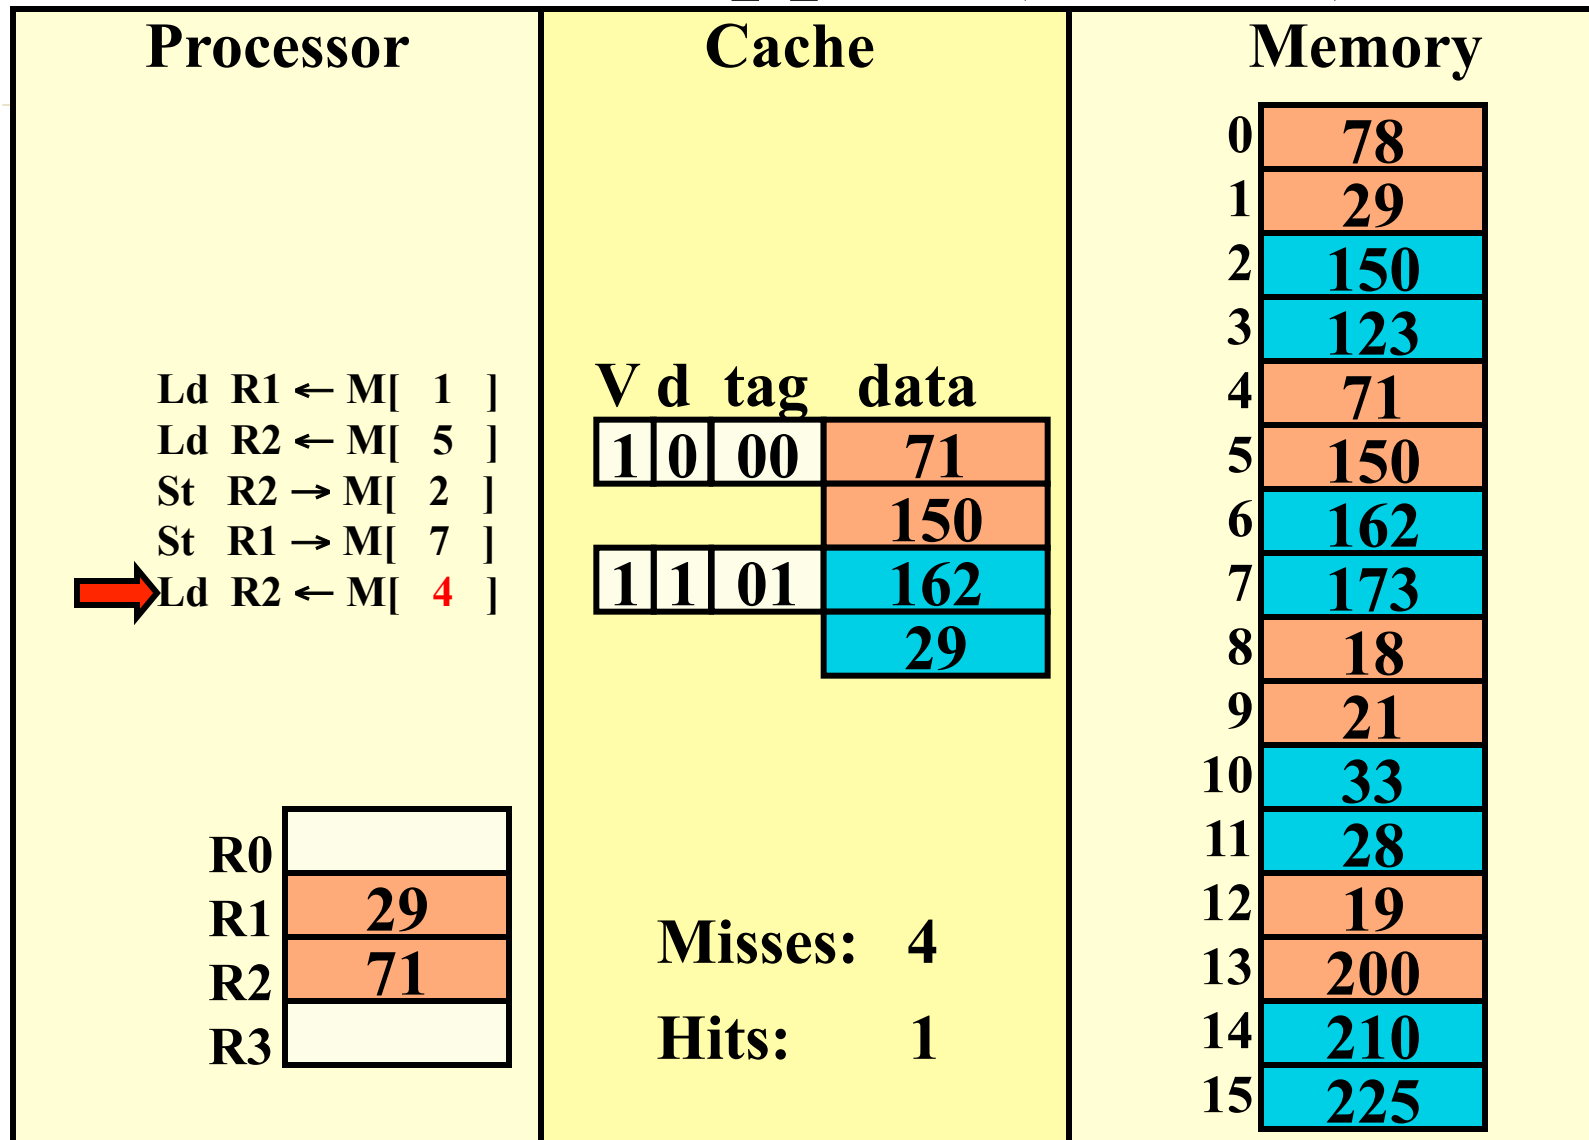 Processor
Ld R1 ← M[ 1 ]
Ld R2 ← M[ 5 ]
St R2 → M[ 2 ]
St R1 → M[ 7 ]
Ld R2 ← M[ 4 ]
R0
R1 29
R2 71
R3
Cache
V d tag data
1 0 00 71
150
1 1 01 162
29
Misses: 4
Hits: 1
Memory
0 78
1 29
2 150
3 123
4 71
5 150
6 162
7 173
8 18
9 21
10 33
11 28
12 19
13 200
14 210
15 225